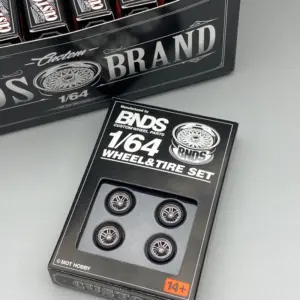 Custom
BNDS BRAND
1/64
Manufactured by
BNDS
CUSTOM WHEEL PARTS
1/64
WHEEL&TIRE SET
BNDS
© MOT HOBBY
14+